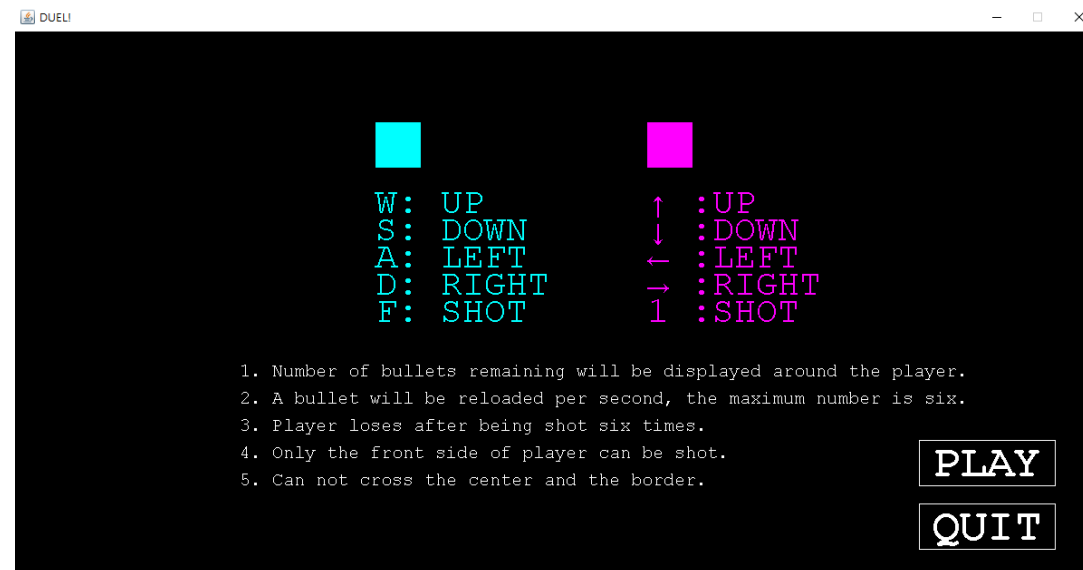 DUEL!
W: UP
S: DOWN
A: LEFT
D: RIGHT
F: SHOT
↑ :UP
↓ :DOWN
← :LEFT
→ :RIGHT
1 :SHOT
1. Number of bullets remaining will be displayed around the player.
2. A bullet will be reloaded per second, the maximum number is six.
3. Player loses after being shot six times.
4. Only the front side of player can be shot.
5. Can not cross the center and the border.
PLAY
QUIT